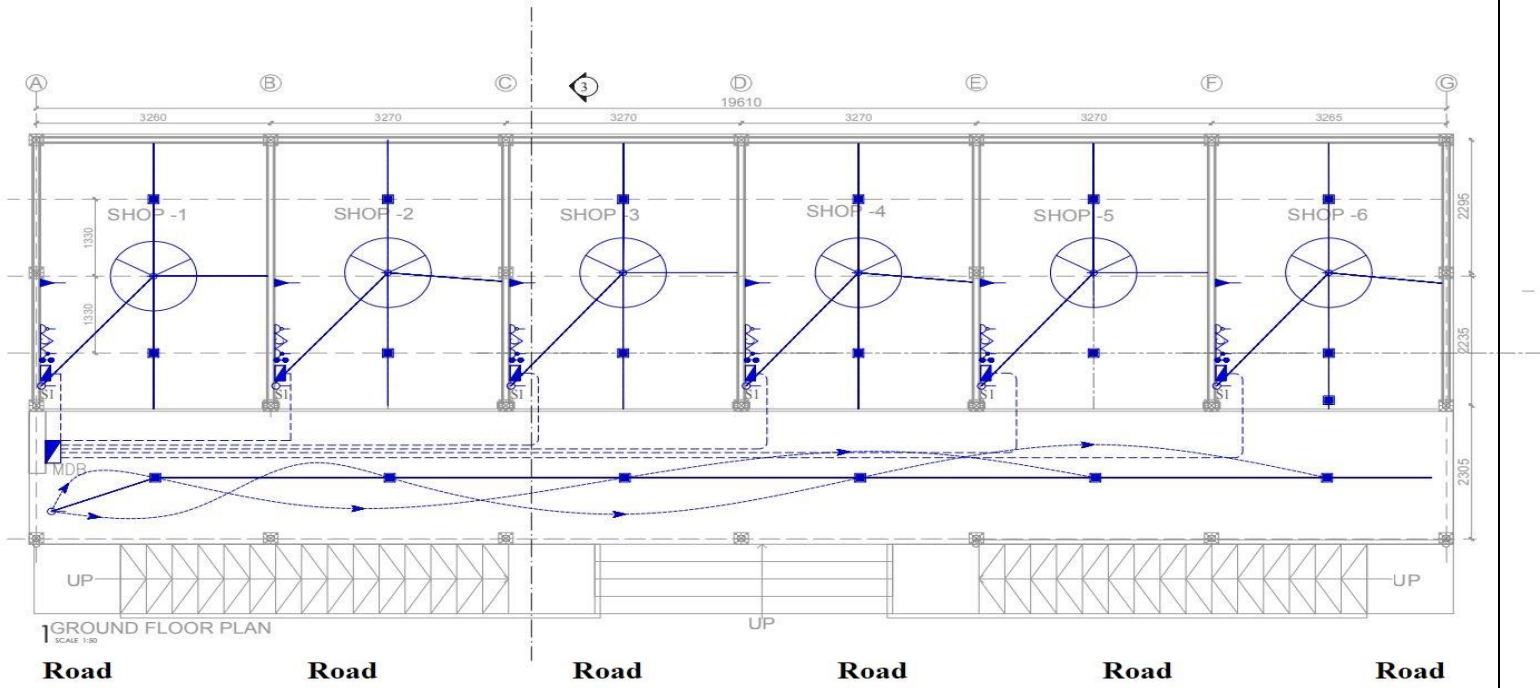 A B C D E F G
3
19610
3260 3270 3270 3270 3270 3265
2295
SHOP -1 SHOP -2 SHOP -3 SHOP -4 SHOP -5 SHOP -6
1330
1330
2235
S1 S1 S1 S1 S1 S1
MDB
2305
UP UP
UP
1 GROUND FLOOR PLAN
SCALE 1:50
Road Road Road Road Road Road